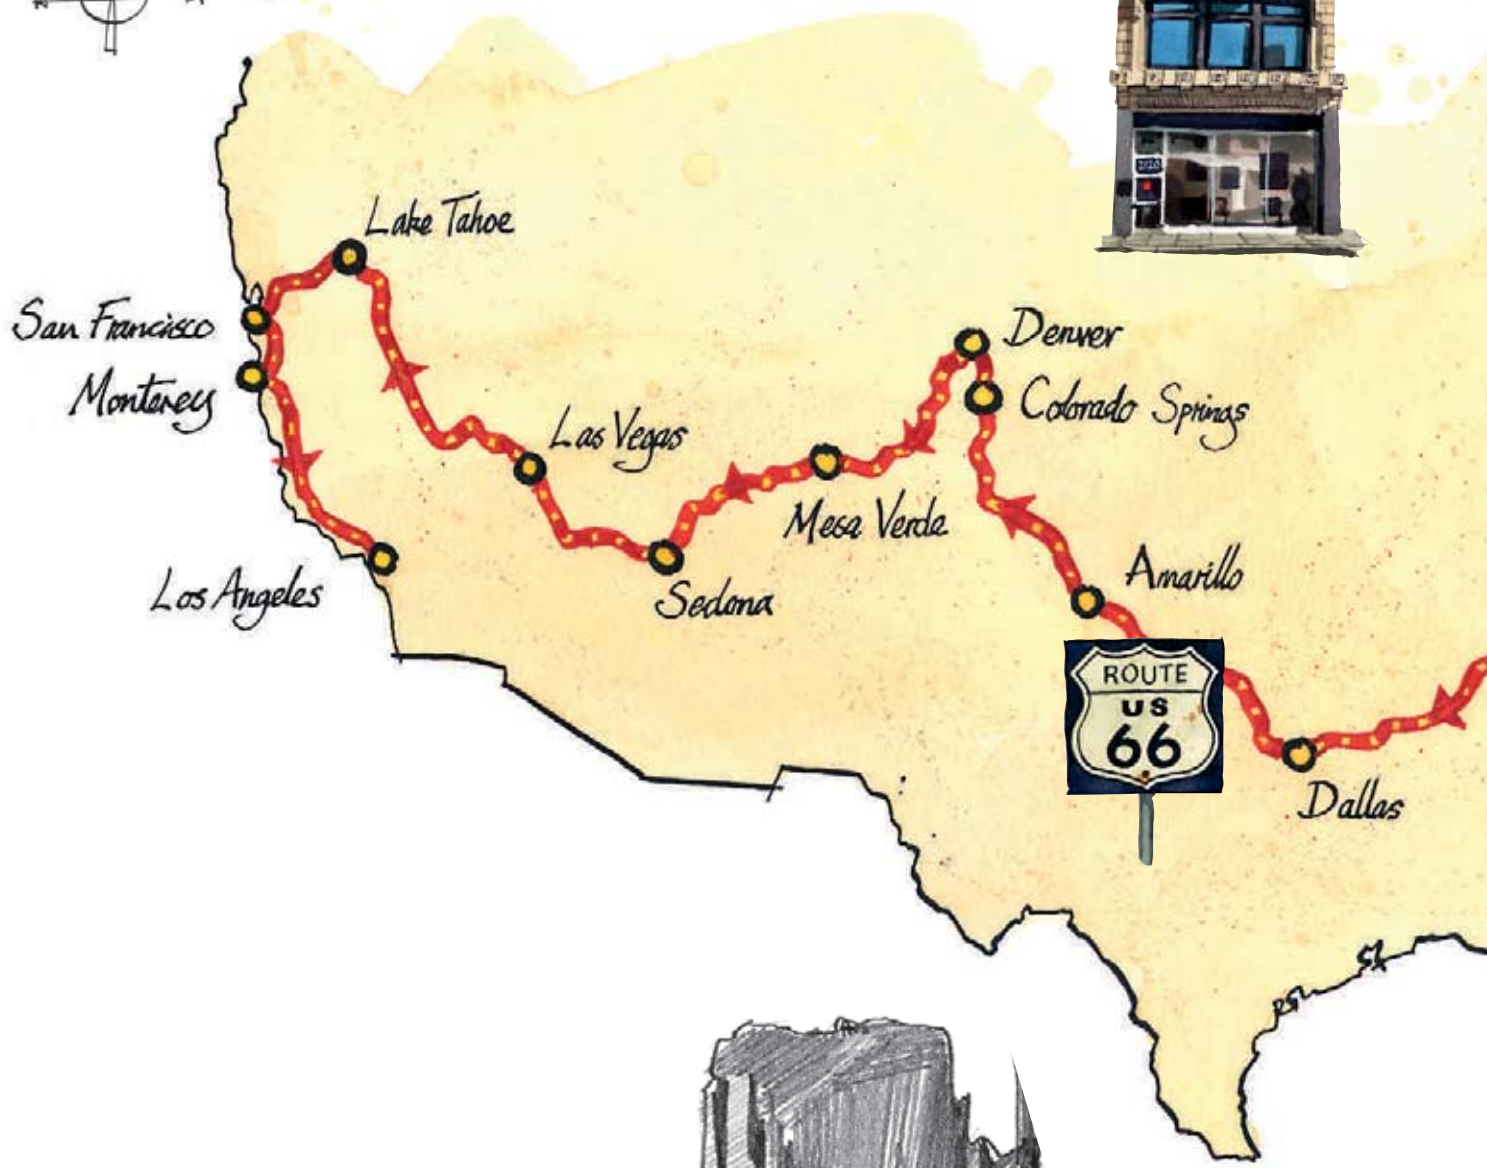 Lake Tahoe
San Francisco
Denver
Monterey
Colorado Springs
Las Vegas
Mesa Verde
Amarillo
Los Angeles
Sedona
ROUTE
US
66
Dallas